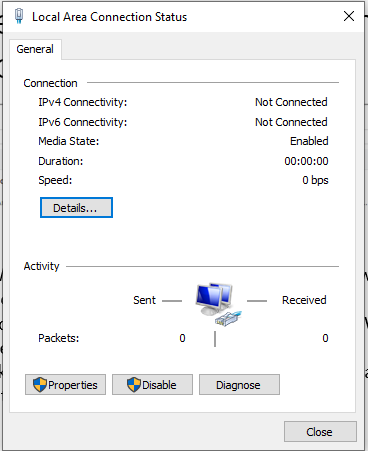 Local Area Connection Status
General
Connection
IPv4 Connectivity: Not Connected
IPv6 Connectivity: Not Connected
Media State: Enabled
Duration: 00:00:00
Speed: 0 bps
Details...
Activity
Sent Received
Packets: 0 0
Properties Disable Diagnose
Close